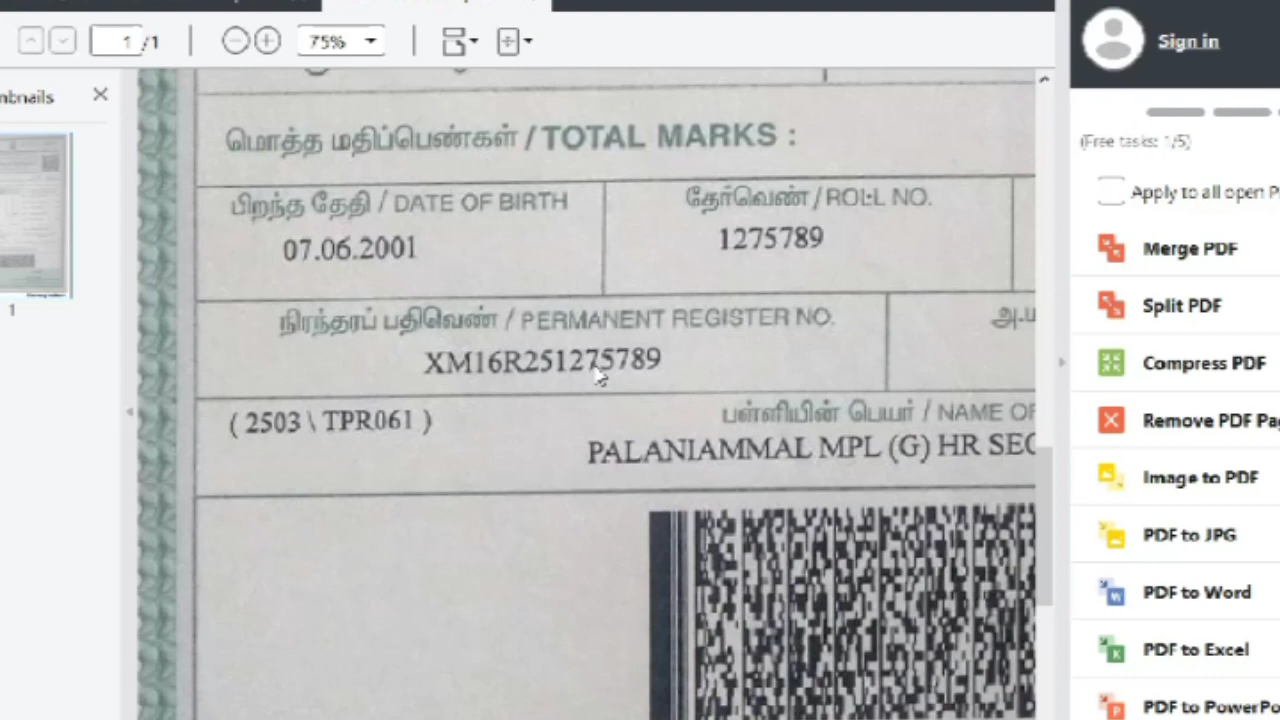 1 /1
75%
Sign in
mbnails
(Free tasks: 1/5)
மொத்த மதிப்பெண்கள் / TOTAL MARKS :
Apply to all open
பிறந்த தேதி / DATE OF BIRTH
தேர்வெண் / ROLL NO.
07.06.2001
1275789
Merge PDF
Split PDF
நிரந்தரப் பதிவெண் / PERMANENT REGISTER NO.
அ.ம
XM16R251275789
Compress PDF
( 2503 \ TPR061 )
பள்ளியின் பெயர் / NAME OF
PALANIAMMAL MPL (G) HR SEC
Remove PDF Pag
Image to PDF
PDF to JPG
PDF to Word
PDF to Excel
PDF to PowerPo
1